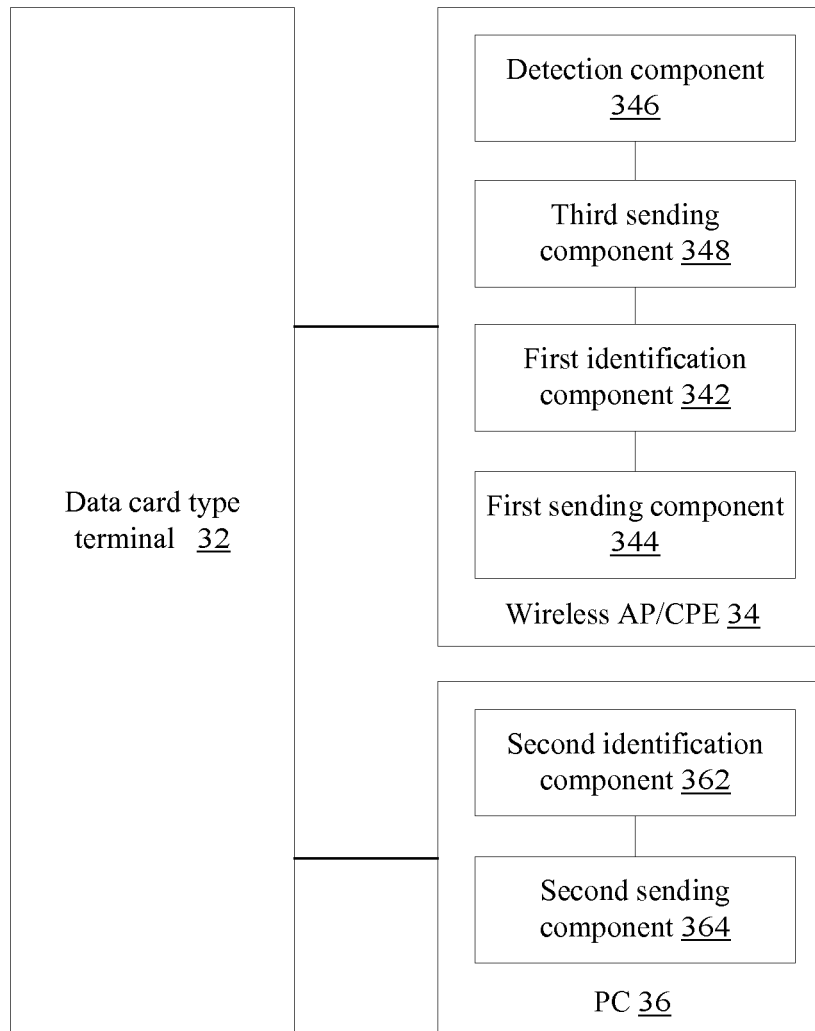 Data card type
terminal 32
Detection component
346
Third sending
component 348
First identification
component 342
First sending component
344
Wireless AP/CPE 34
Second identification
component 362
Second sending
component 364
PC 36